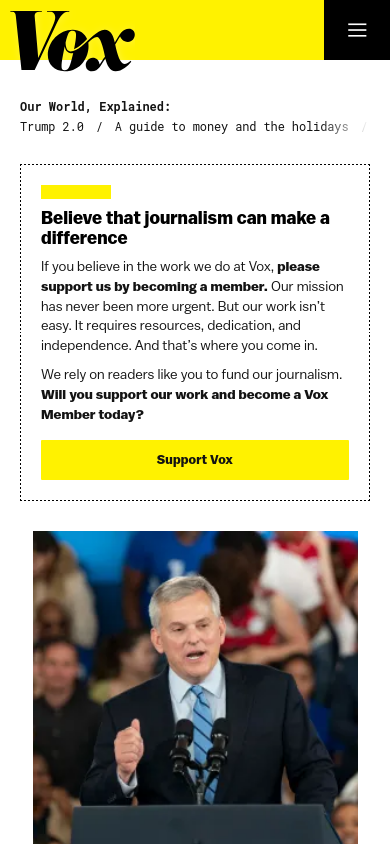 Vox
Our World, Explained:
Trump 2.0 / A guide to money and the holidays /
Believe that journalism can make a
difference
If you believe in the work we do at Vox, please
support us by becoming a member. Our mission
has never been more urgent. But our work isn’t
easy. It requires resources, dedication, and
independence. And that’s where you come in.
We rely on readers like you to fund our journalism.
Will you support our work and become a Vox
Member today?
Support Vox